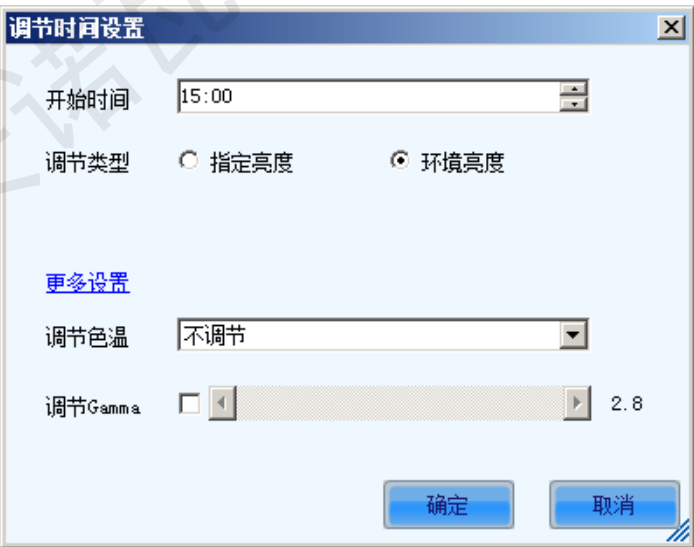 调节时间设置
开始时间 15:00
调节类型 指定亮度 环境亮度
更多设置
调节色温 不调节
调节Gamma 2.8
确定 取消